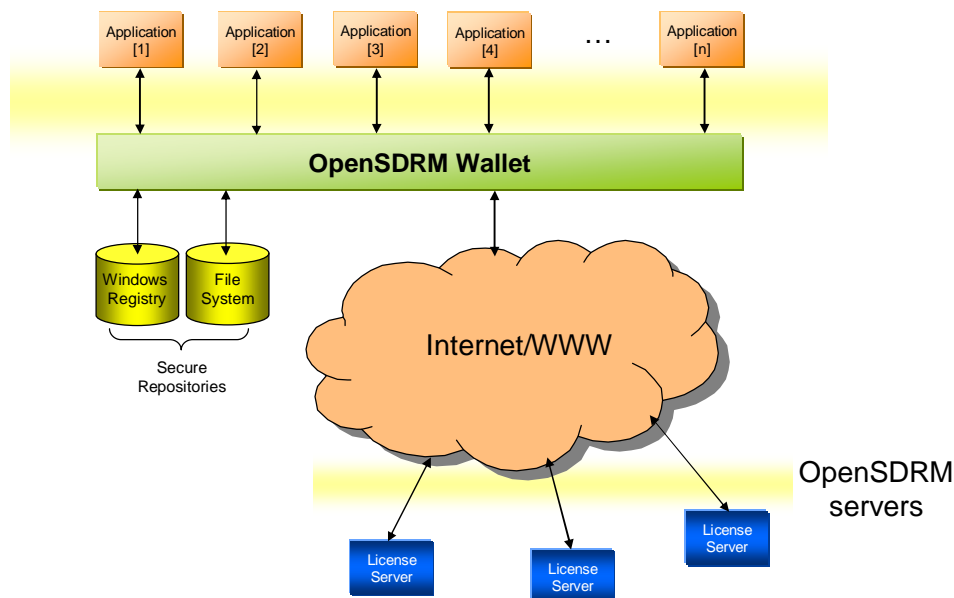 Application
[1]
Application
[2]
Application
[3]
Application
[4]
...
Application
[n]
OpenSDRM Wallet
Windows
Registry
File
System
Secure
Repositories
Internet/WWW
OpenSDRM
servers
License
Server
License
Server
License
Server